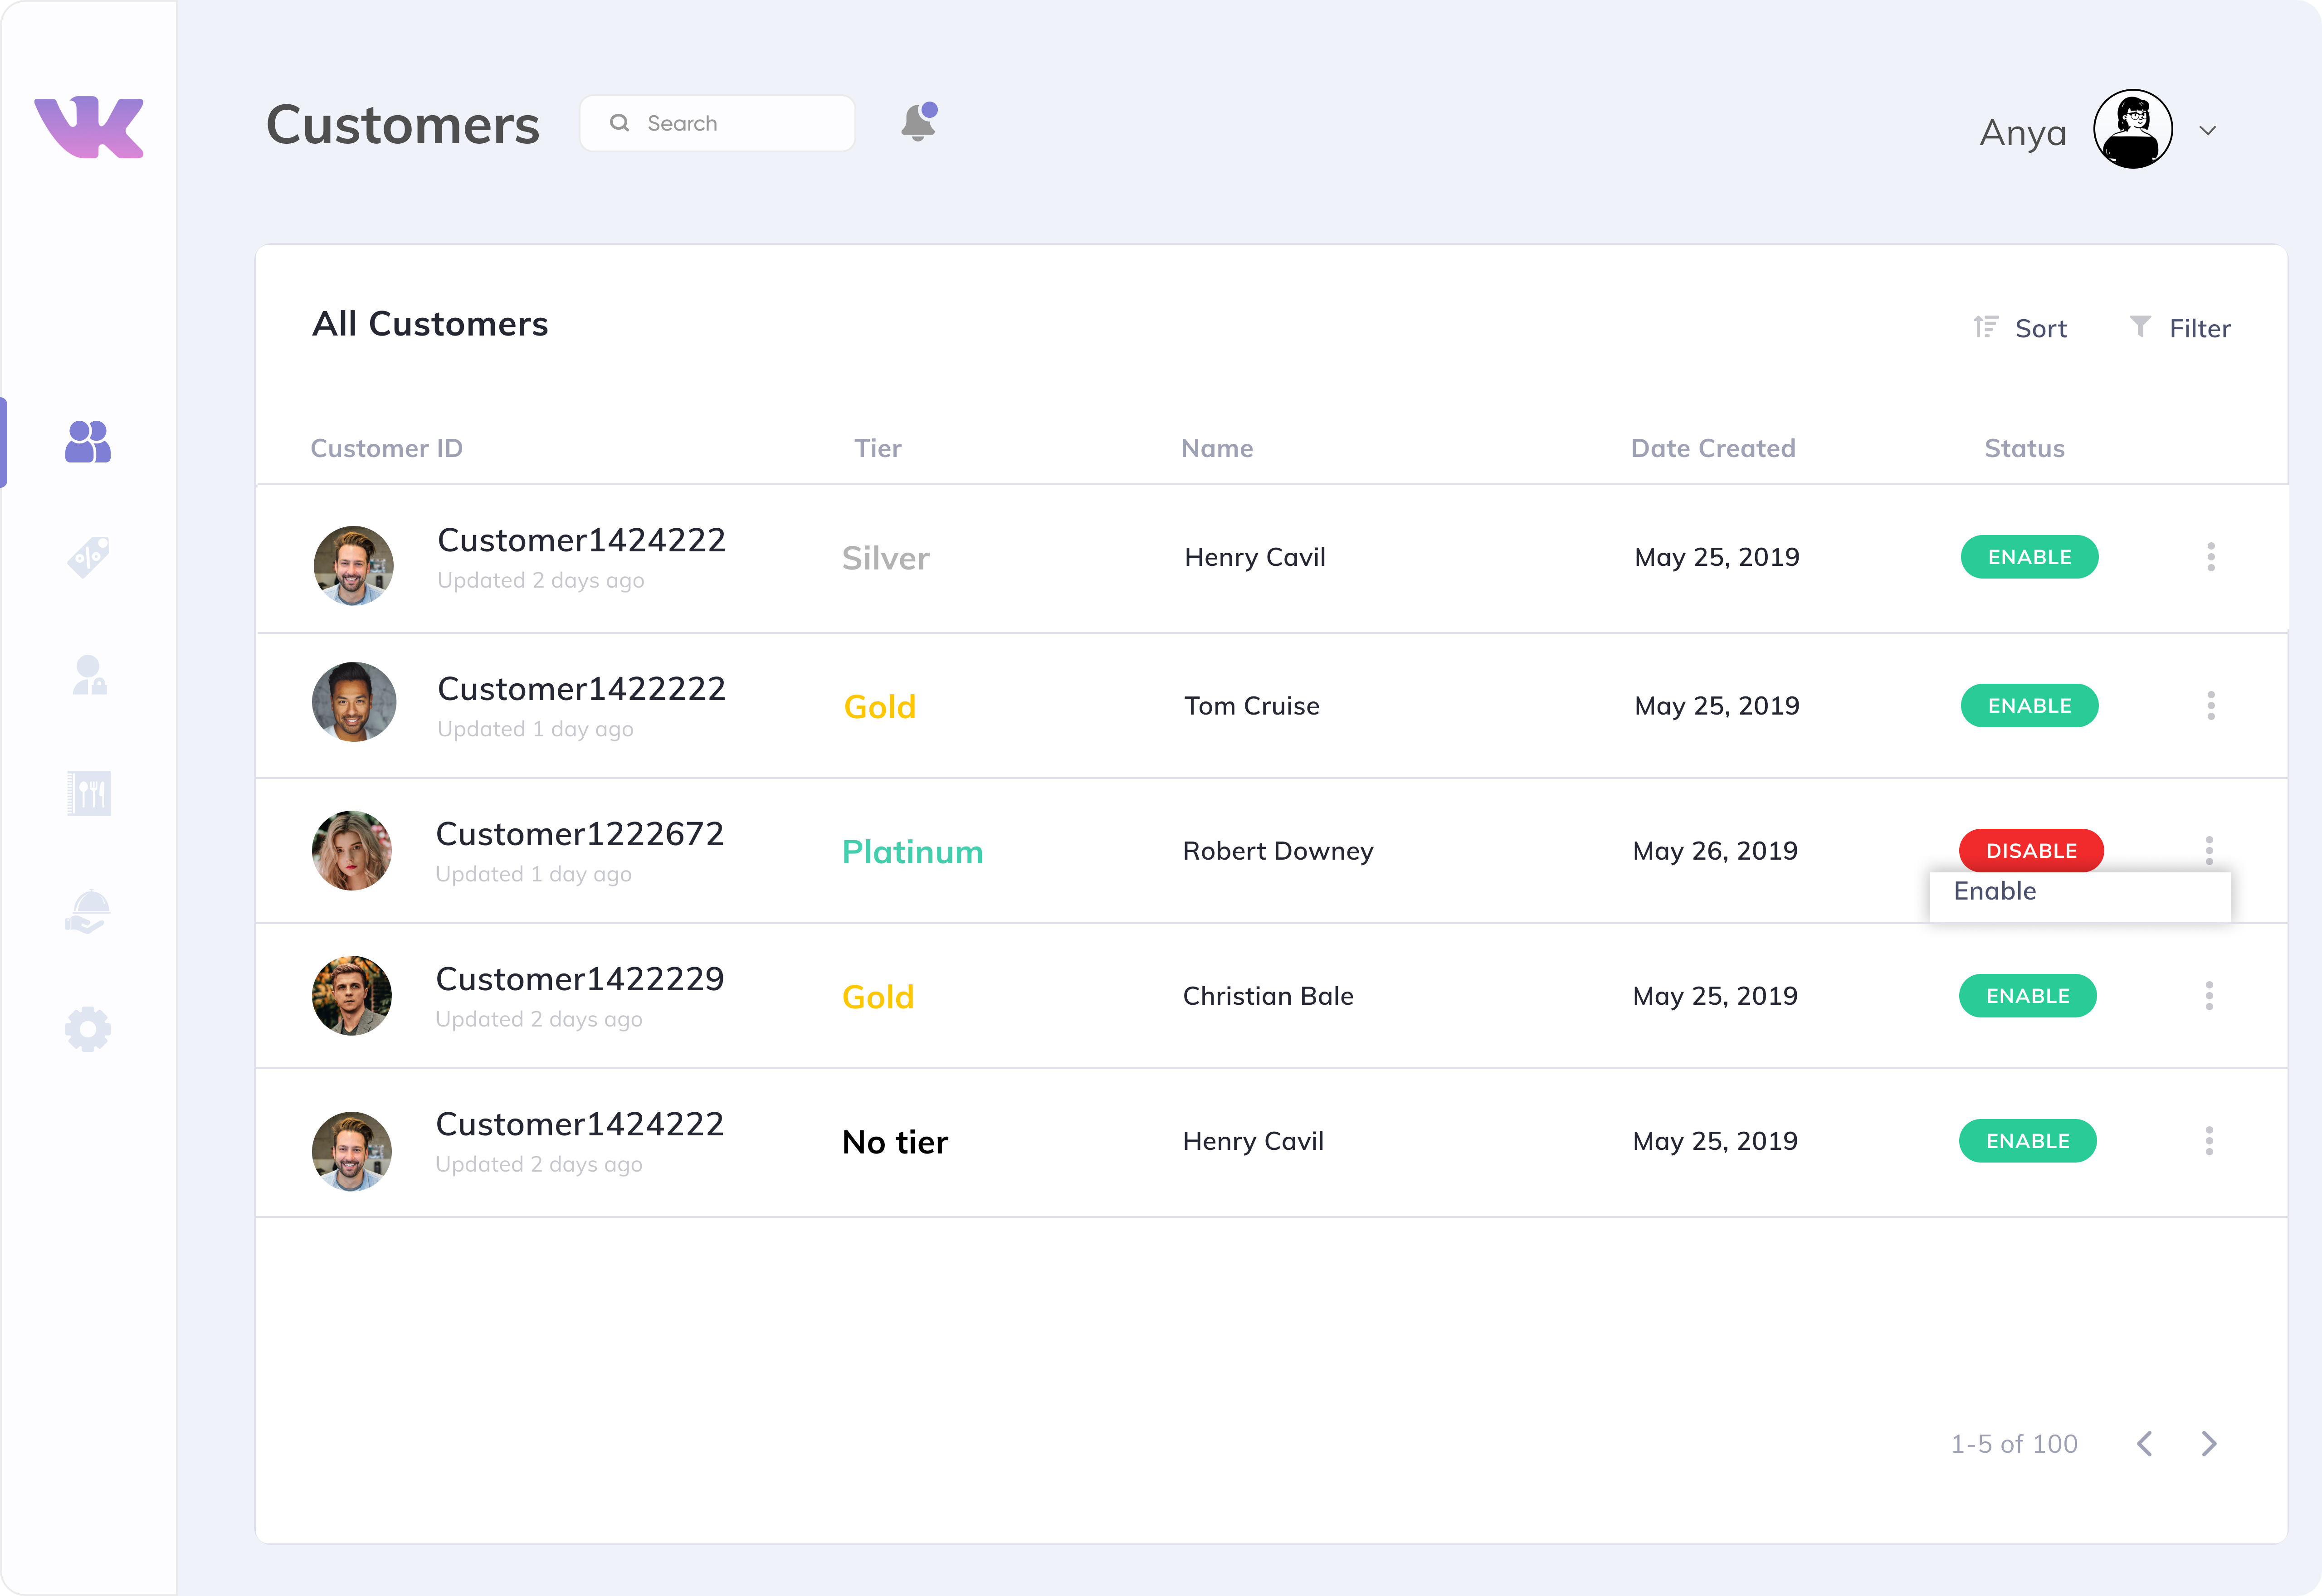 VK
Customers
Search
Anya
All Customers
Sort
Filter
Customer ID
Tier
Name
Date Created
Status
Customer1424222
Updated 2 days ago
Silver
Henry Cavil
May 25, 2019
ENABLE
Customer1422222
Updated 1 day ago
Gold
Tom Cruise
May 25, 2019
ENABLE
Customer1222672
Updated 1 day ago
Platinum
Robert Downey
May 26, 2019
DISABLE
Enable
Customer1422229
Updated 2 days ago
Gold
Christian Bale
May 25, 2019
ENABLE
Customer1424222
Updated 2 days ago
No tier
Henry Cavil
May 25, 2019
ENABLE
1-5 of 100